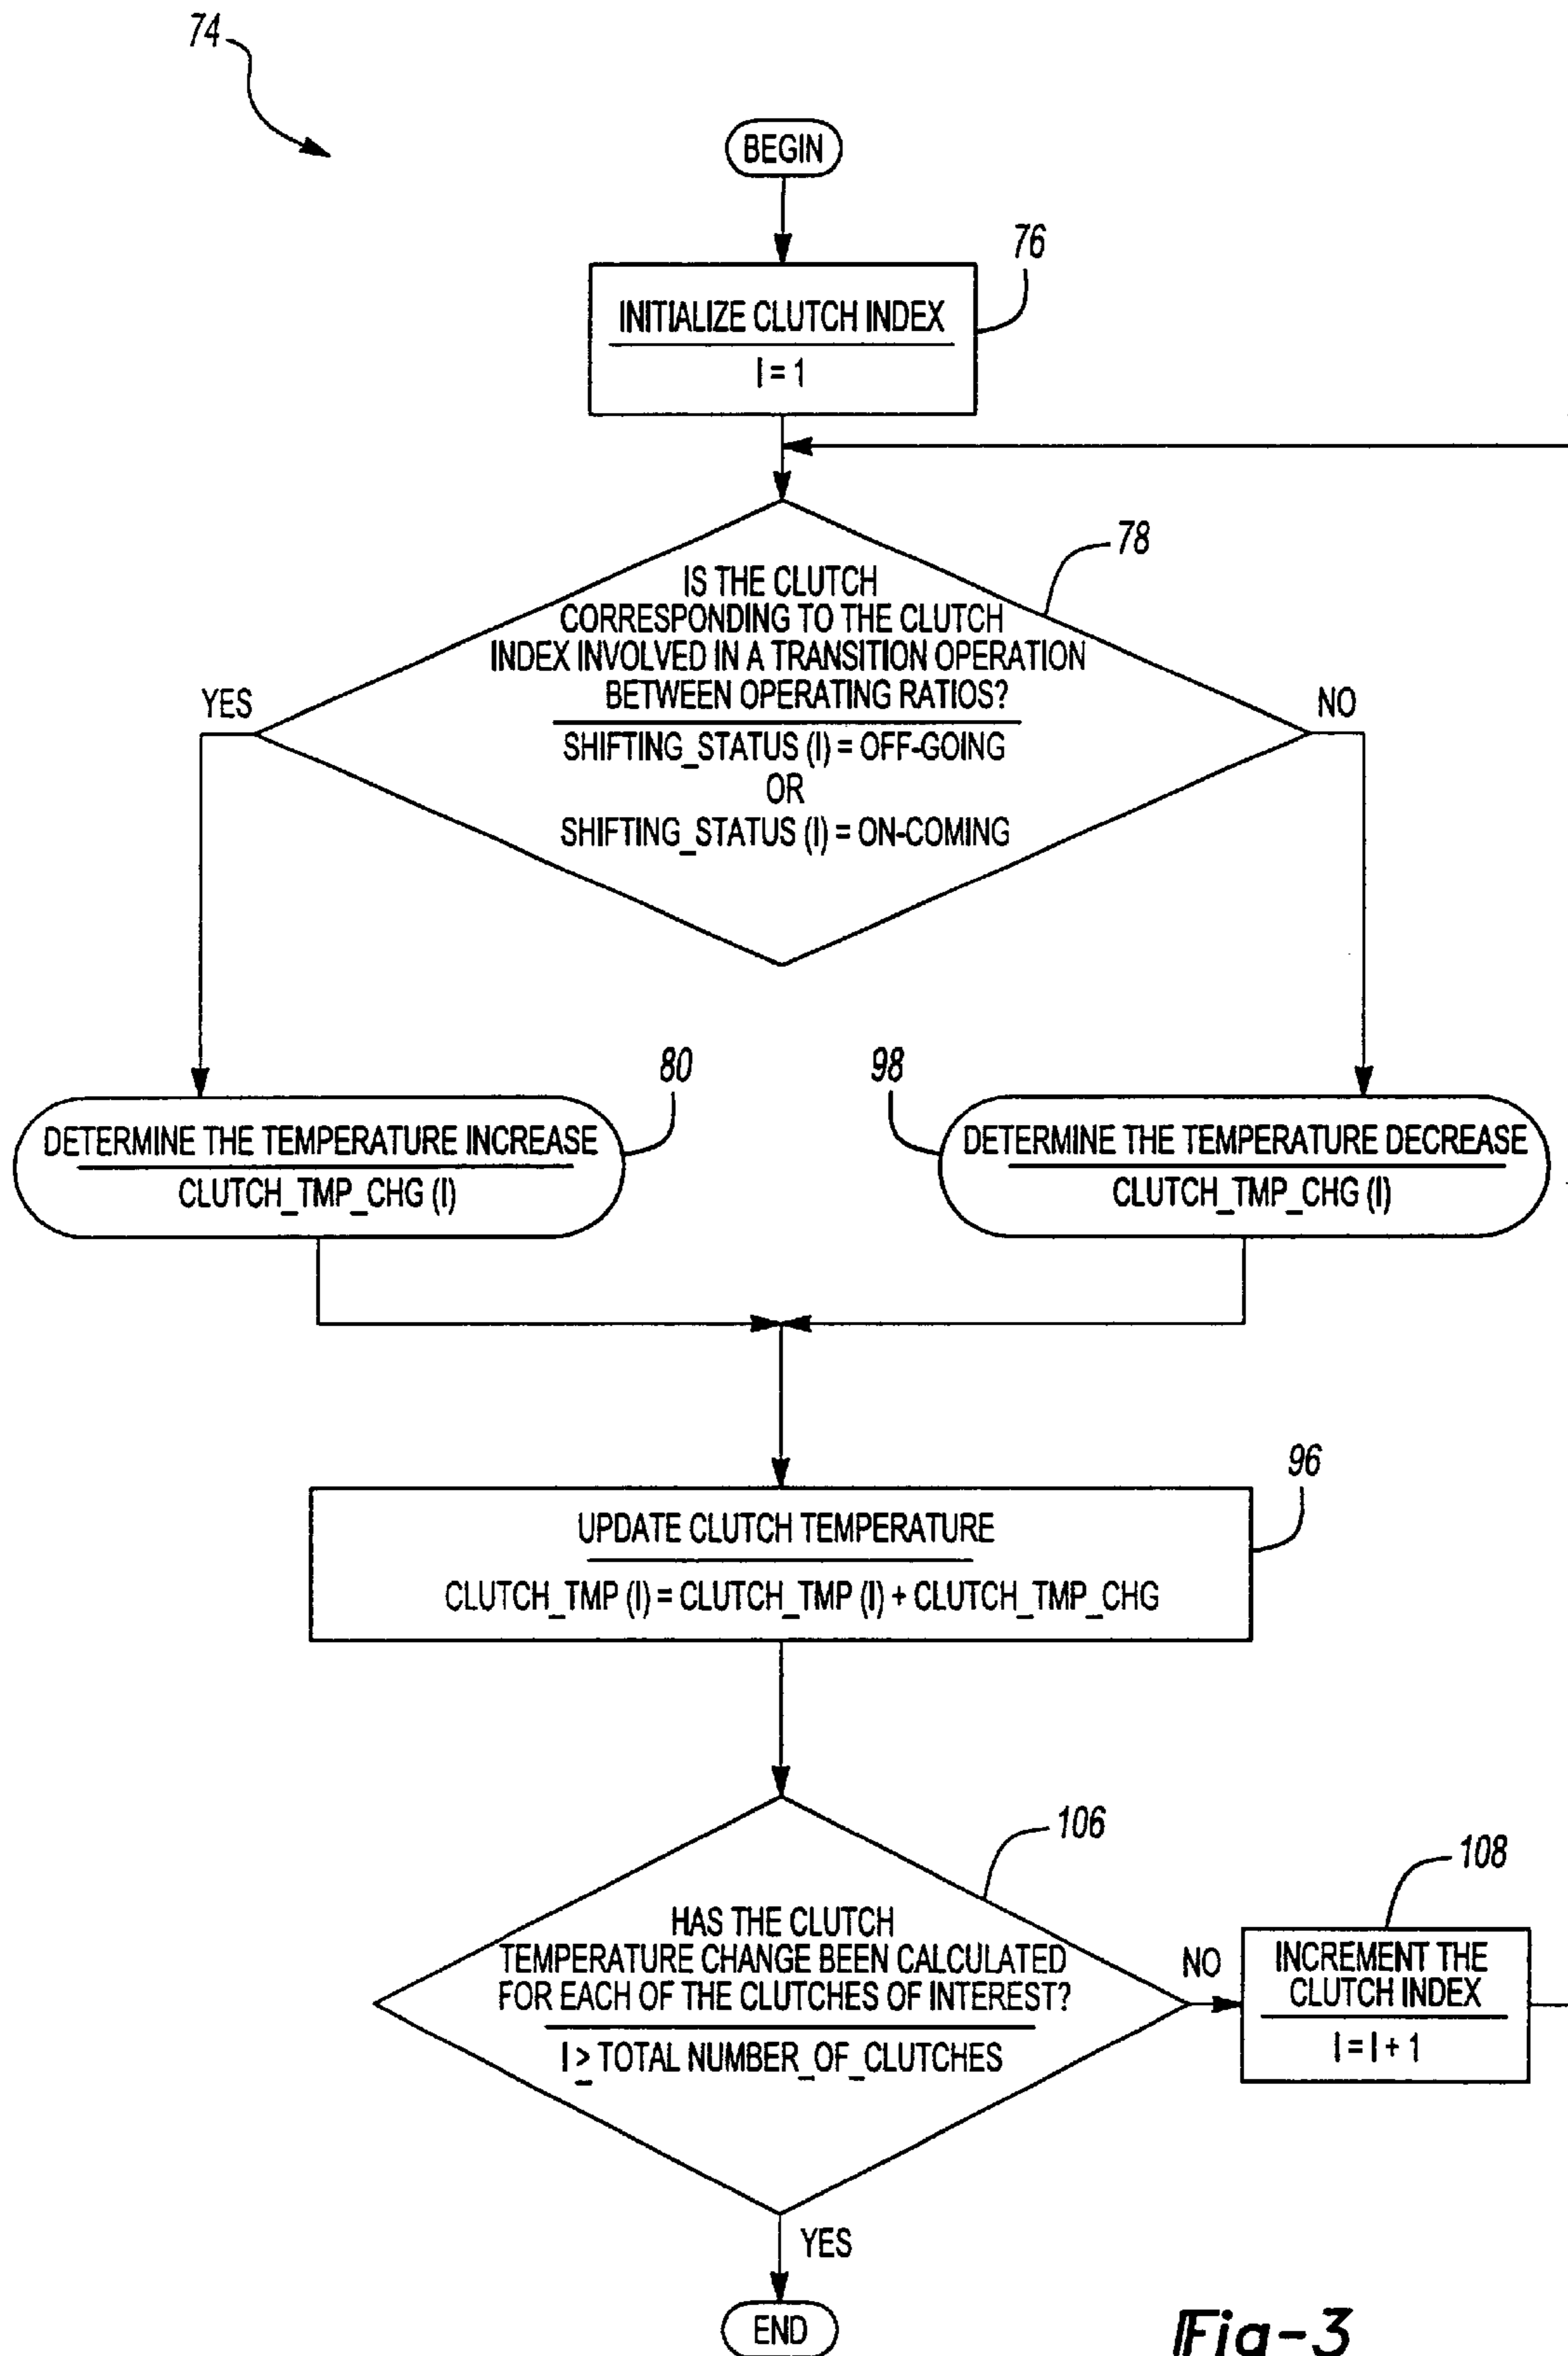 74
BEGIN
76
INITIALIZE CLUTCH INDEX
I = 1
78
IS THE CLUTCH
CORRESPONDING TO THE CLUTCH
INDEX INVOLVED IN A TRANSITION OPERATION
BETWEEN OPERATING RATIOS?
SHIFTING_STATUS (I) = OFF-GOING
OR
SHIFTING_STATUS (I) = ON-COMING
YES
NO
80
DETERMINE THE TEMPERATURE INCREASE
CLUTCH_TMP_CHG (I)
98
DETERMINE THE TEMPERATURE DECREASE
CLUTCH_TMP_CHG (I)
96
UPDATE CLUTCH TEMPERATURE
CLUTCH_TMP (I) = CLUTCH_TMP (I) + CLUTCH_TMP_CHG
106
HAS THE CLUTCH
TEMPERATURE CHANGE BEEN CALCULATED
FOR EACH OF THE CLUTCHES OF INTEREST?
I ≥ TOTAL NUMBER_OF_CLUTCHES
NO
108
INCREMENT THE
CLUTCH INDEX
I = I + 1
YES
END
Fig-3